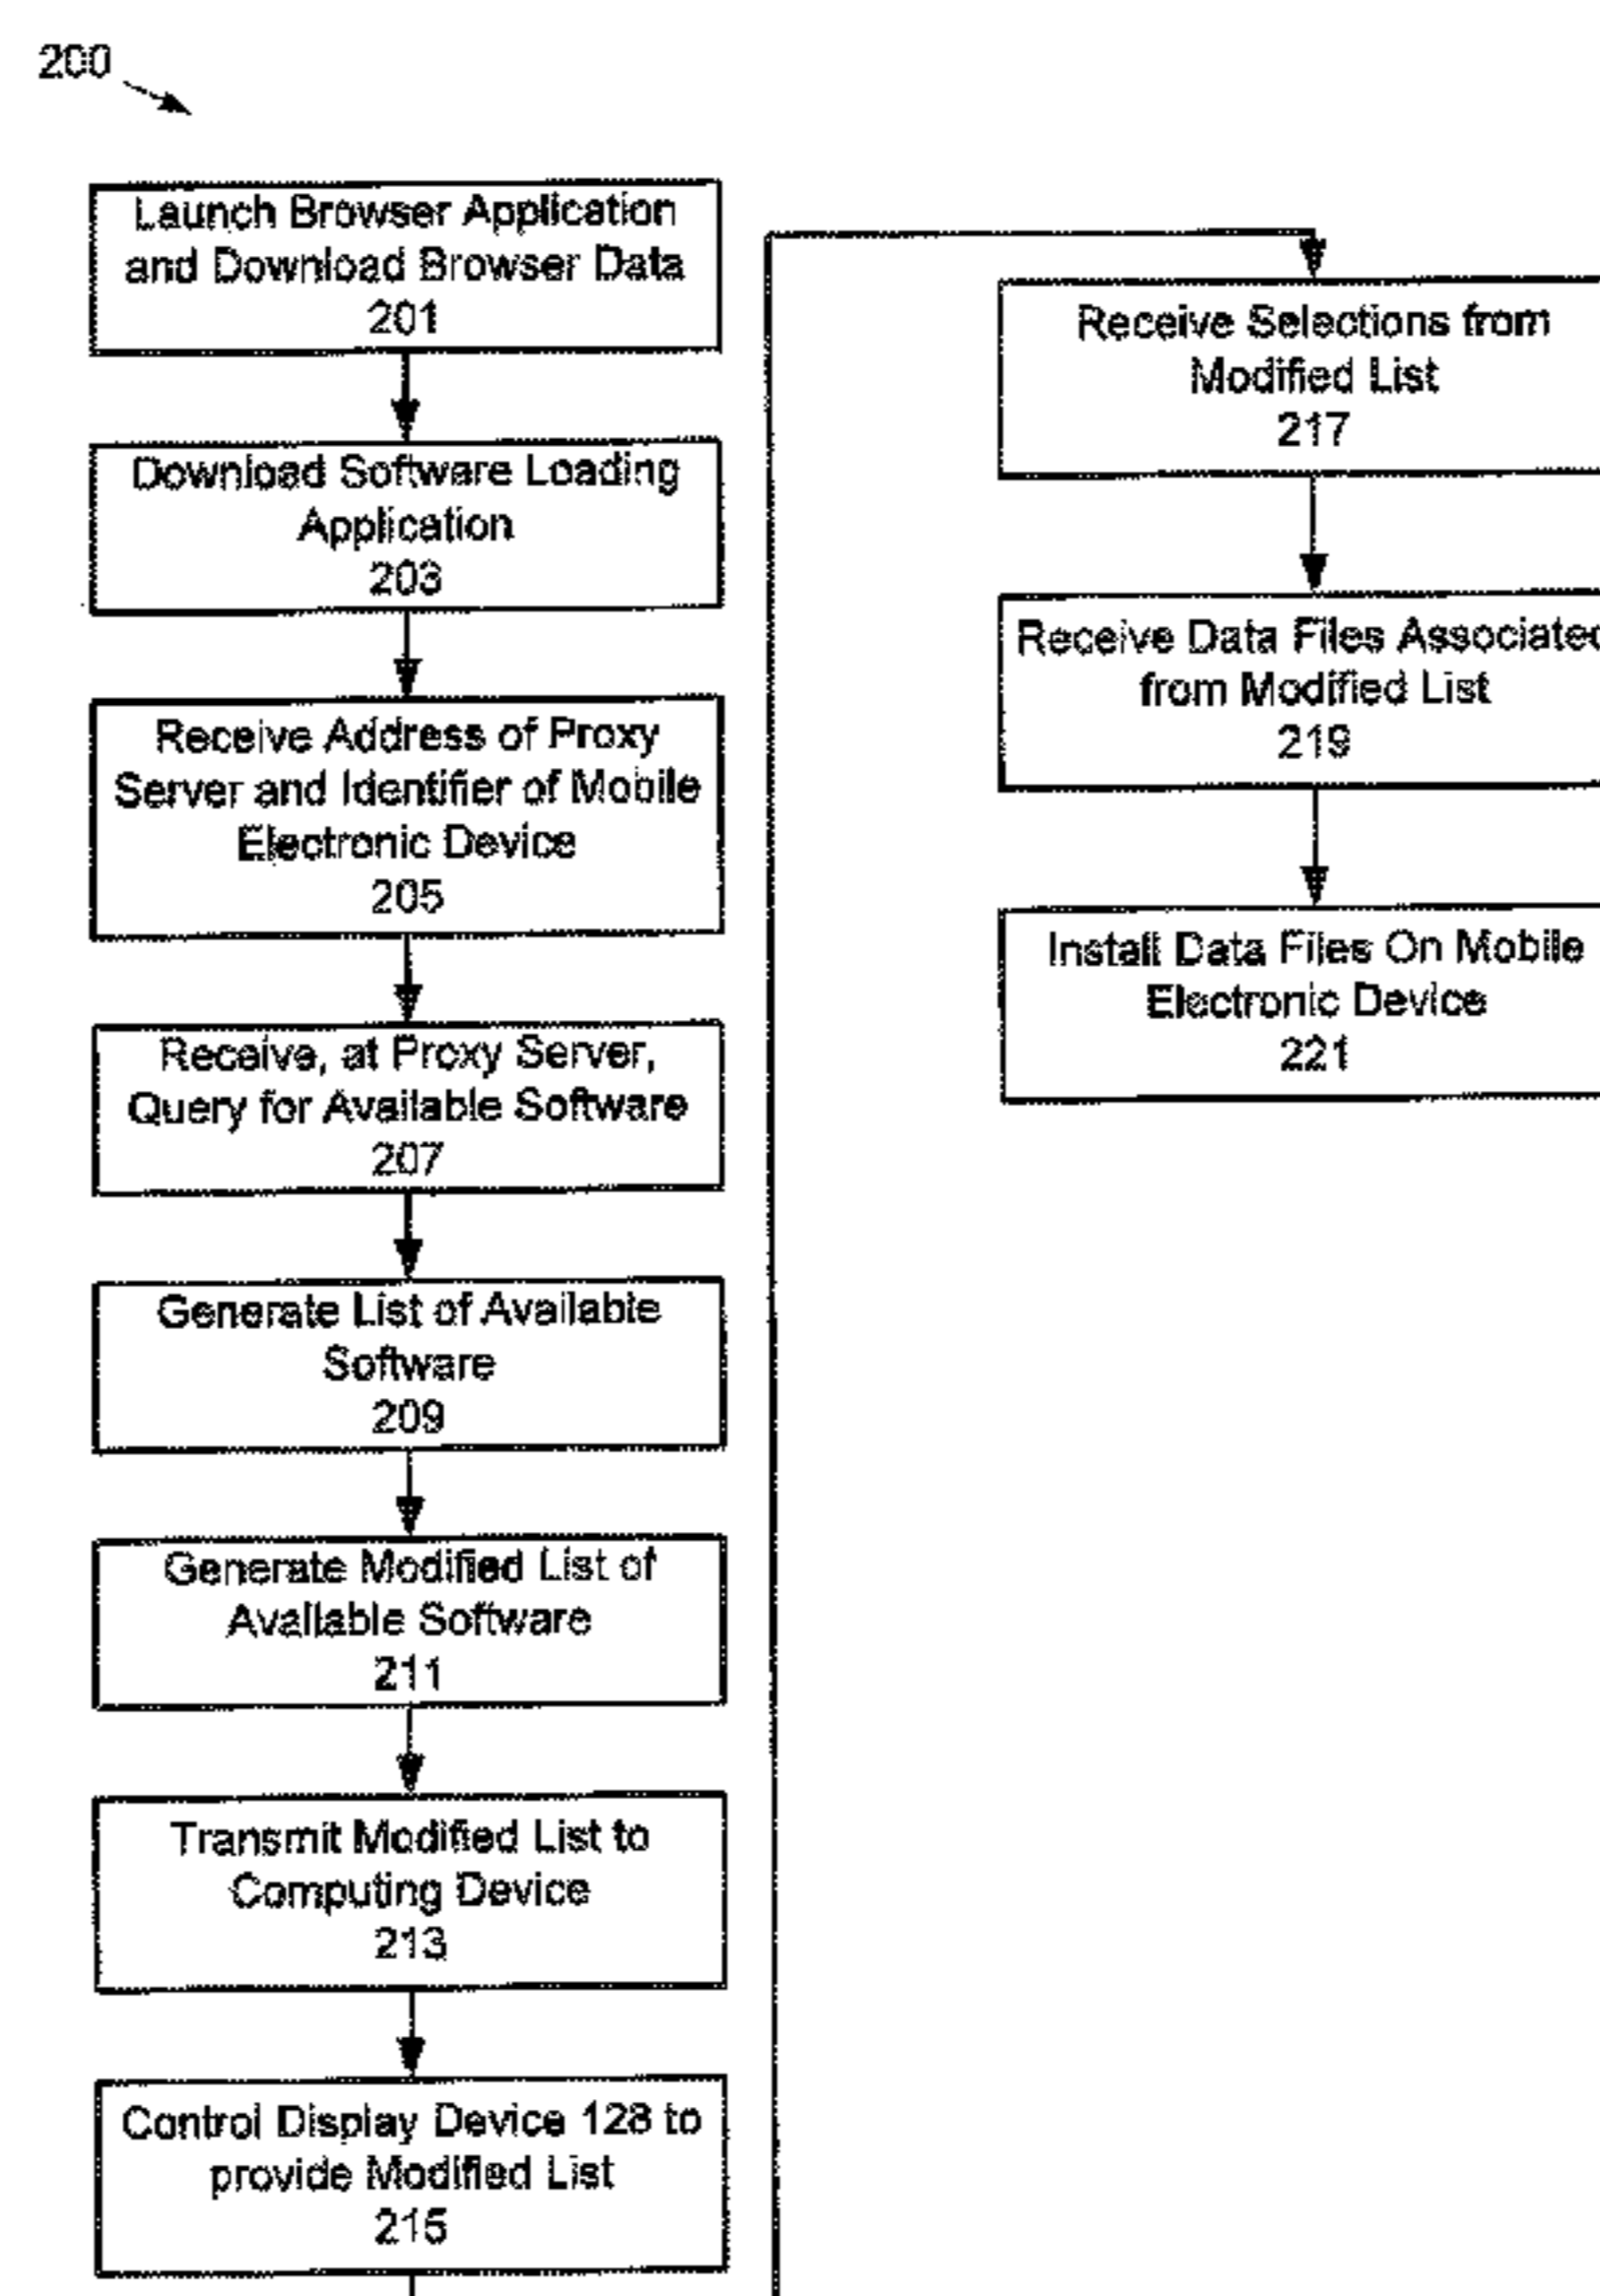 200
Launch Browser Application
and Download Browser Data
201
Download Software Loading
Application
203
Receive Address of Proxy
Server and Identifier of Mobile
Electronic Device
205
Receive, at Proxy Server,
Query for Available Software
207
Generate List of Available
Software
209
Generate Modified List of
Available Software
211
Transmit Modified List to
Computing Device
213
Control Display Device 128 to
provide Modified List
215
Receive Selections from
Modified List
217
Receive Data Files Associated
from Modified List
219
Install Data Files On Mobile
Electronic Device
221